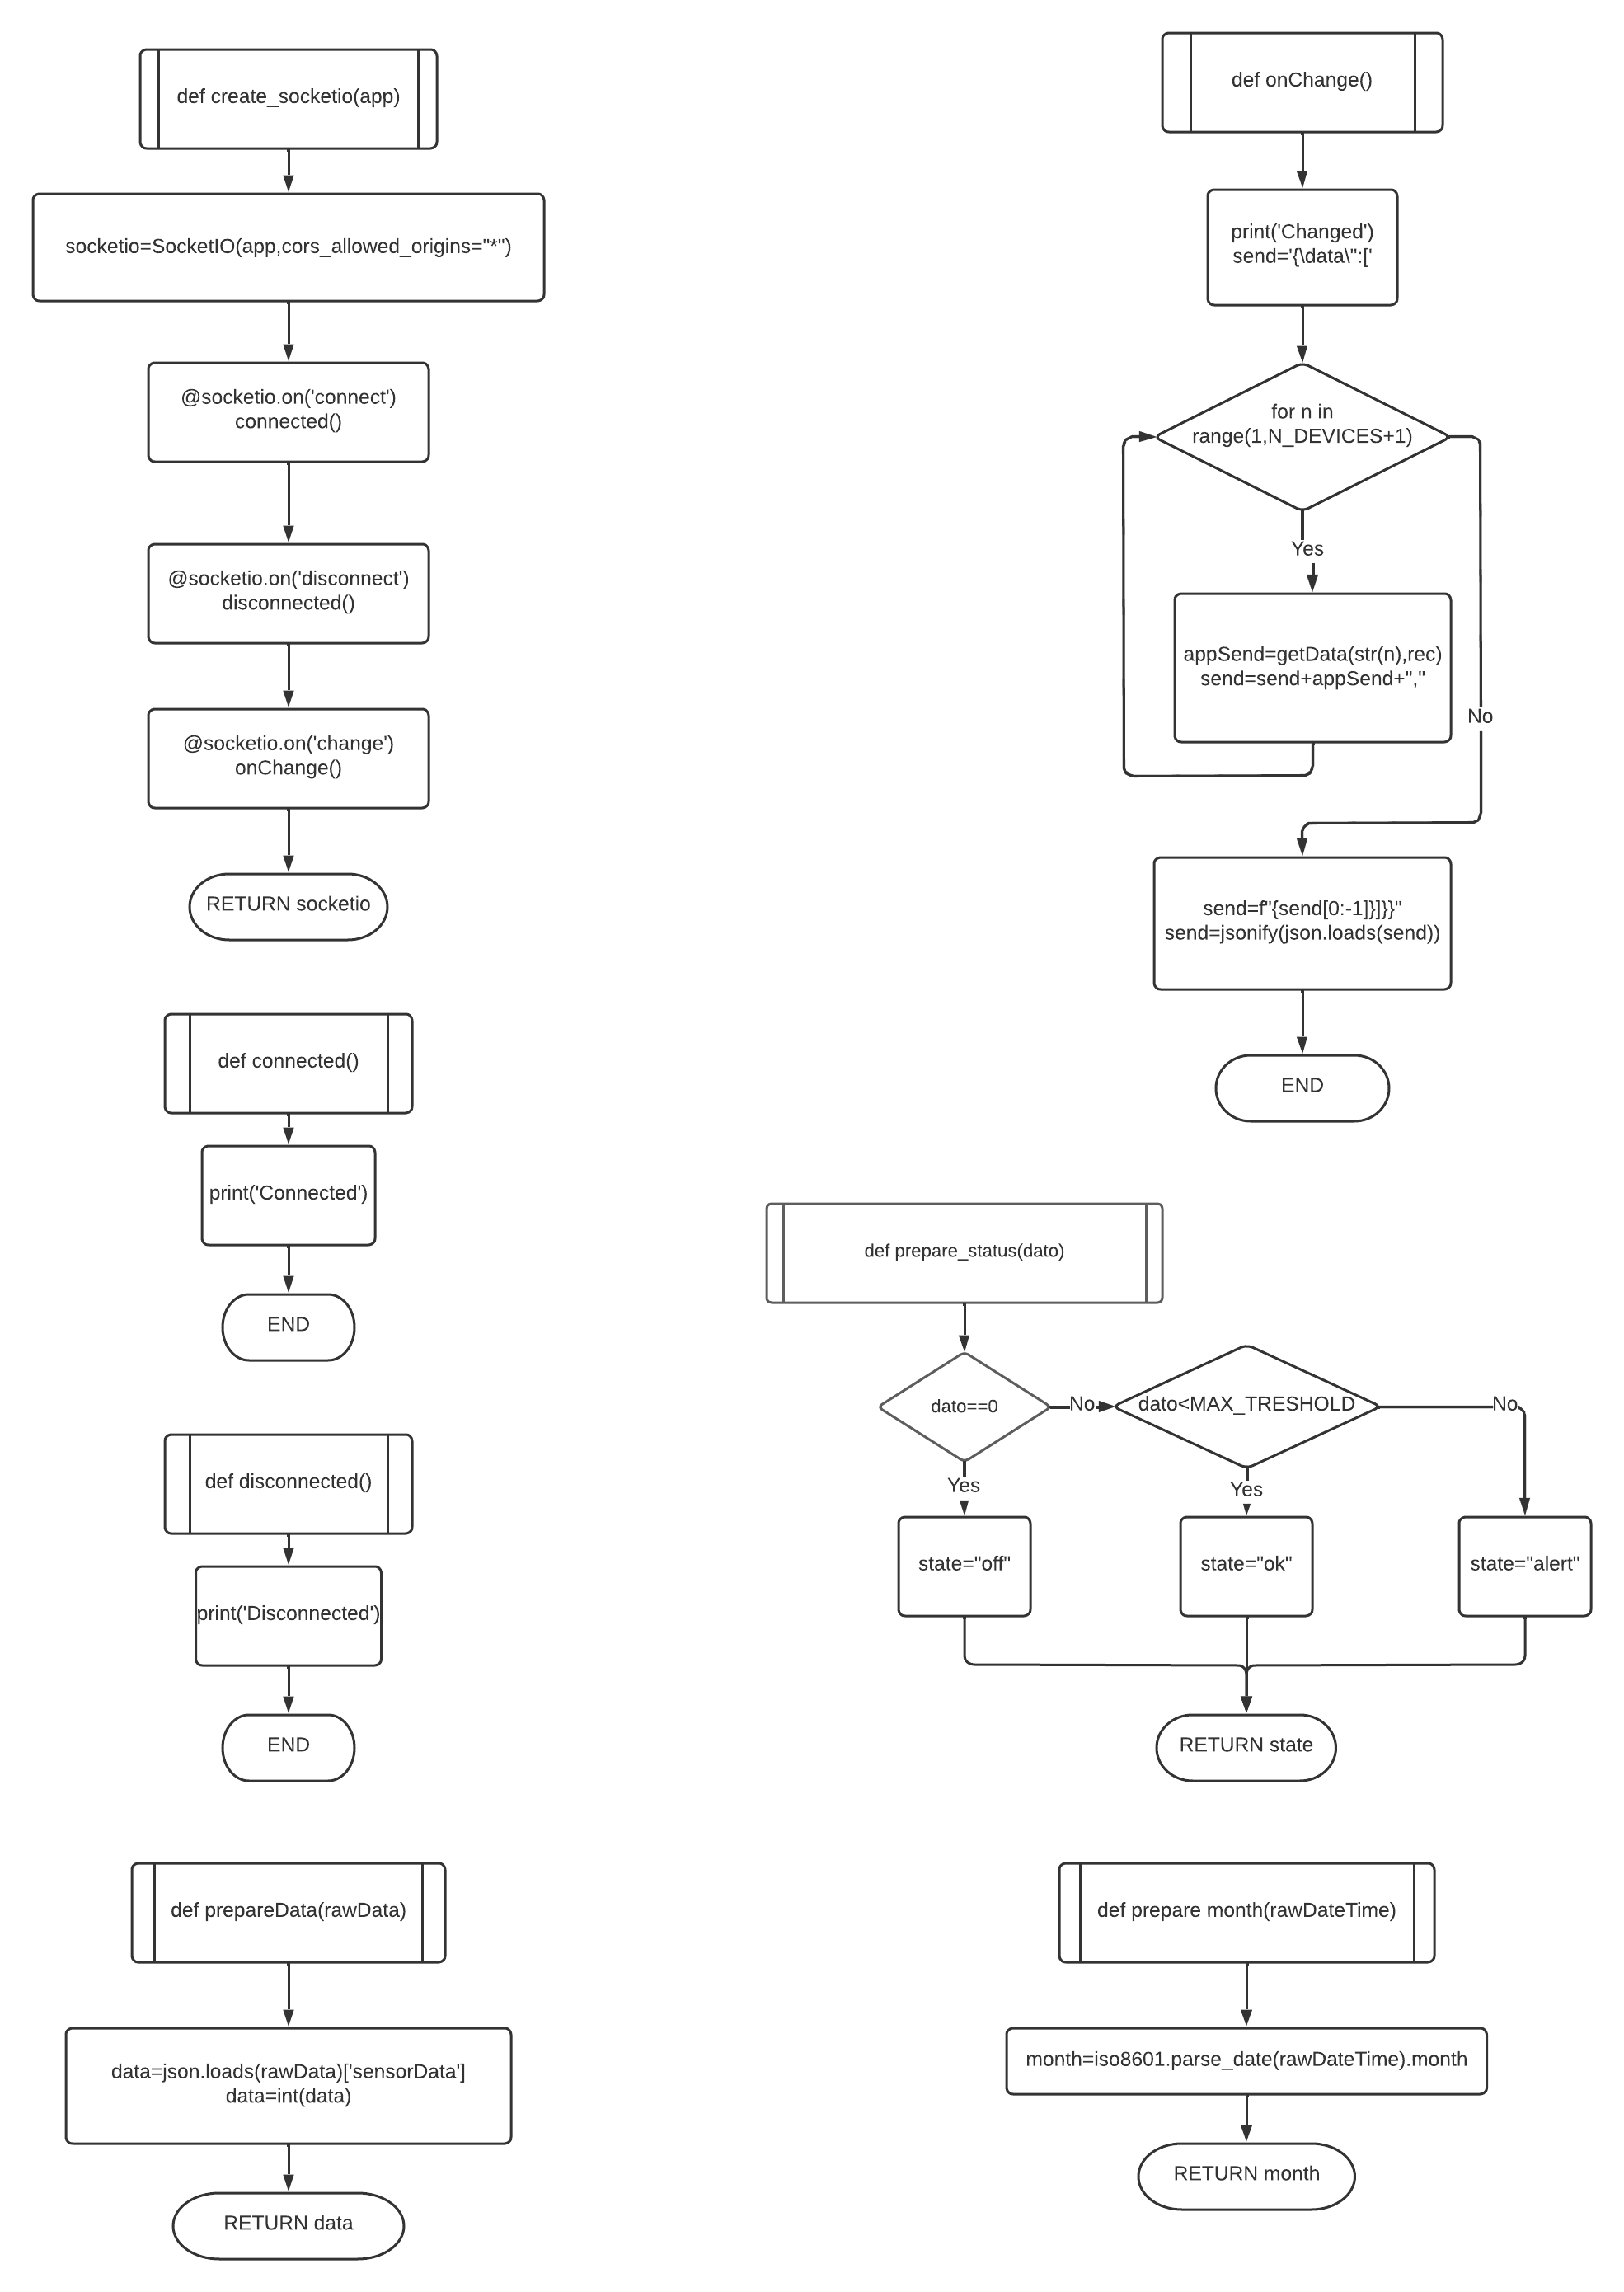 def create_socketio(app)
socketio=SocketIO(app,cors_allowed_origins="*")
@socketio.on('connect')
connected()
@socketio.on('disconnect')
disconnected()
@socketio.on('change')
onChange()
RETURN socketio
def onChange()
print('Changed')
send='{\data\":['
for n in
range(1,N_DEVICES+1)
Yes
appSend=getData(str(n),rec)
send=send+appSend+","
No
send=f"{send[0:-1]}]}}"
send=jsonify(json.loads(send))
END
def connected()
print('Connected')
END
def prepare_status(dato)
dato==0
No
dato<MAX_TRESHOLD
No
Yes
Yes
state="off"
state="ok"
state="alert"
RETURN state
def disconnected()
print('Disconnected')
END
def prepareData(rawData)
data=json.loads(rawData)['sensorData']
data=int(data)
RETURN data
def prepare month(rawDateTime)
month=iso8601.parse_date(rawDateTime).month
RETURN month